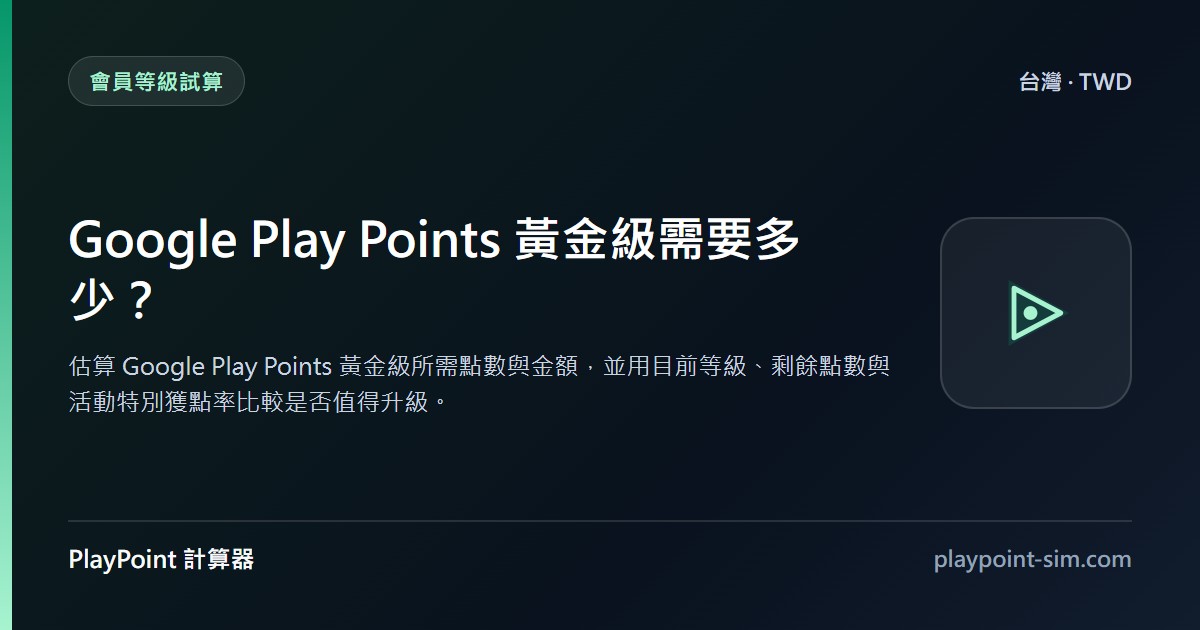 會員等級試算
台灣 · TWD
Google Play Points 黃金級需要多
少？
估算 Google Play Points 黃金級所需點數與金額，並用目前等級、剩餘點數與
活動特別獲點率比較是否值得升級。
PlayPoint 計算器
playpoint-sim.com